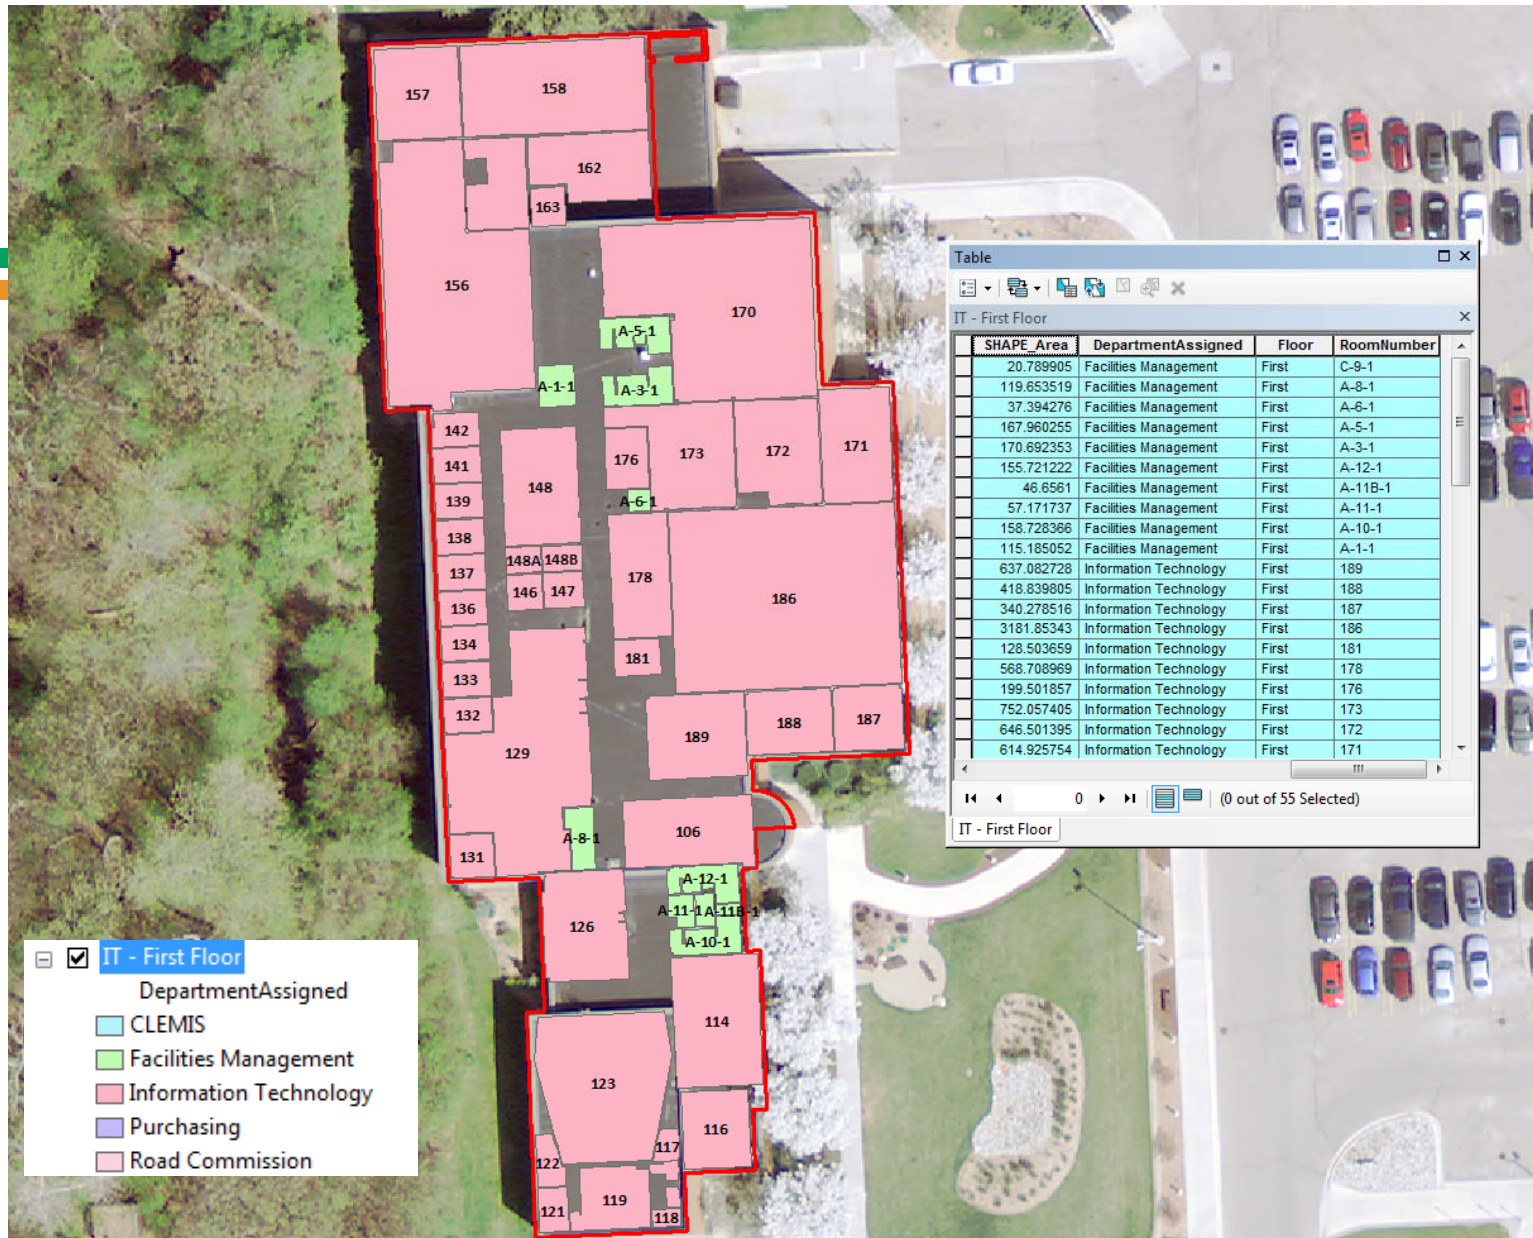 157
158
162
163
156
170
A-5-1
A-1-1
A-3-1
142
141
139
138
137
136
134
133
132
148
148A
148B
146
147
176
173
172
171
A-6-1
178
186
181
189
188
187
129
A-8-1
106
131
126
A-12-1
A-11-1
A-11B-1
A-10-1
114
123
116
117
122
119
121
118
Table
IT - First Floor
SHAPE_Area DepartmentAssigned Floor RoomNumber
20.789905 Facilities Management First C-9-1
119.653519 Facilities Management First A-8-1
37.394276 Facilities Management First A-6-1
167.960255 Facilities Management First A-5-1
170.692353 Facilities Management First A-3-1
155.721222 Facilities Management First A-12-1
46.6561 Facilities Management First A-11B-1
57.171737 Facilities Management First A-11-1
158.728366 Facilities Management First A-10-1
115.185052 Facilities Management First A-1-1
637.082728 Information Technology First 189
418.839805 Information Technology First 188
340.278516 Information Technology First 187
3181.85343 Information Technology First 186
128.503659 Information Technology First 181
568.708969 Information Technology First 178
199.501857 Information Technology First 176
752.057405 Information Technology First 173
646.501395 Information Technology First 172
614.925754 Information Technology First 171
0 (0 out of 55 Selected)
IT - First Floor
IT - First Floor
DepartmentAssigned
CLEMIS
Facilities Management
Information Technology
Purchasing
Road Commission